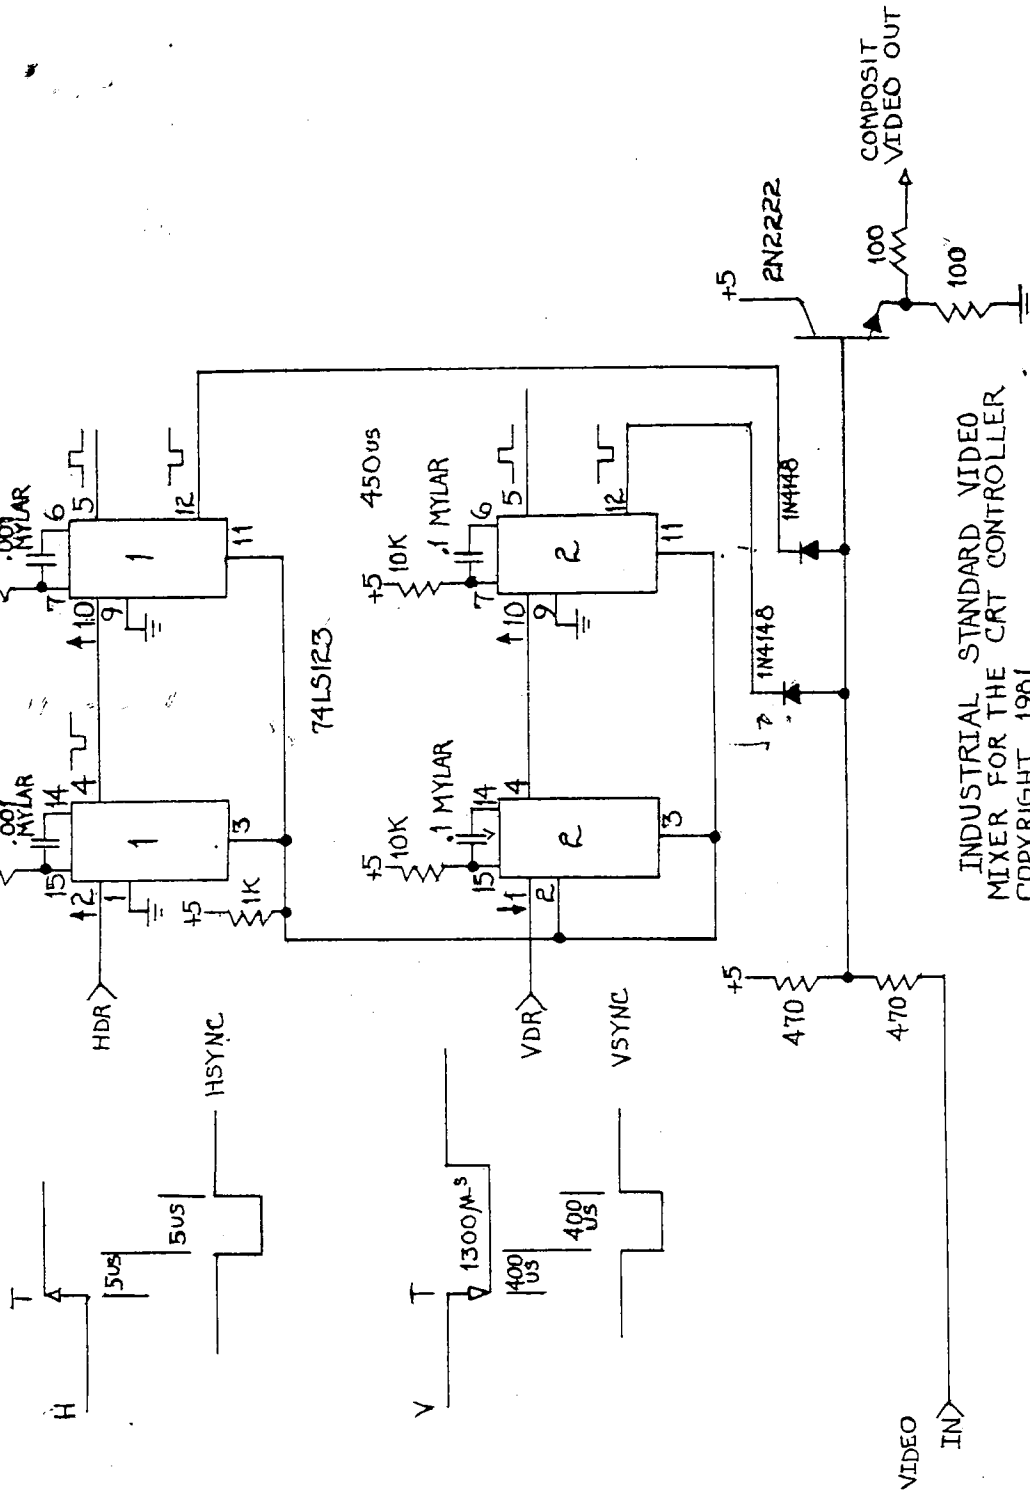 H
T
5us
5us
HSYNC
HDR
12
1
15
.001
MYLAR
14
4
1
3
+5
1K
10
9
7
.001
MYLAR
6
5
1
12
11
74LS123
V
T
1300/MS
400
US
400
US
VSYNC
VDR
1
2
+5
10K
15
.1 MYLAR
14
4
2
3
10
9
+5
10K
7
.1 MYLAR
6
5
450us
2
12
11
1N4148
1N4148
+5
470
470
VIDEO
IN
+5
2N2222
100
100
COMPOSIT
VIDEO OUT
INDUSTRIAL STANDARD VIDEO
MIXER FOR THE CRT CONTROLLER
COPYRIGHT 1981